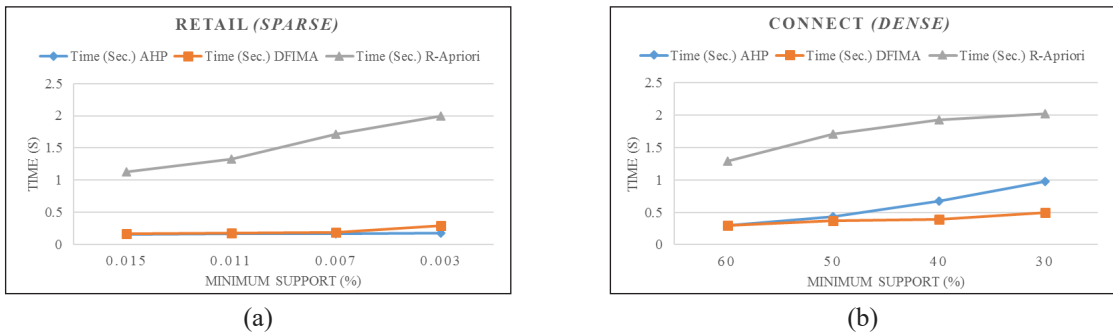 RETAIL (SPARSE)
Time (Sec.) AHP Time (Sec.) DFIMA Time (Sec.) R-Apriori
2.5
2
1.5
1
0.5
0
TIME (S)
0.015 0.011 0.007 0.003
MINIMUM SUPPORT (%)
(a)
CONNECT (DENSE)
Time (Sec.) AHP Time (Sec.) DFIMA Time (Sec.) R-Apriori
2.5
2
1.5
1
0.5
0
TIME (S)
60 50 40 30
MINIMUM SUPPORT (%)
(b)